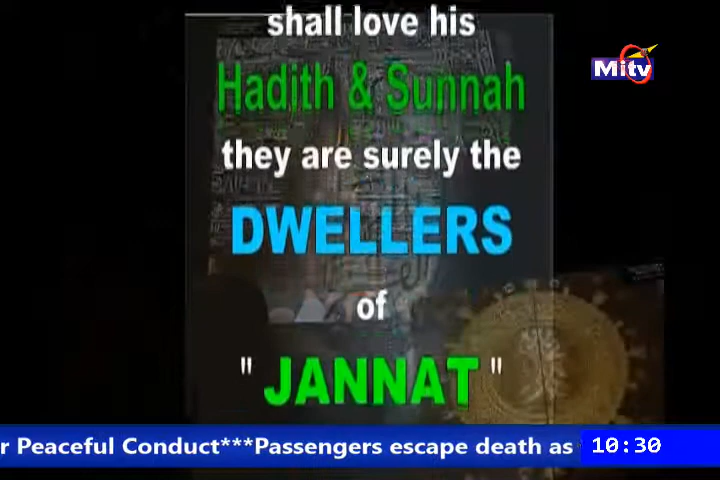 shall love his
Mitv
Hadith & Sunnah
they are surely the
DWELLERS
of
" JANNAT "
r Peaceful Conduct***Passengers escape death as
10:30